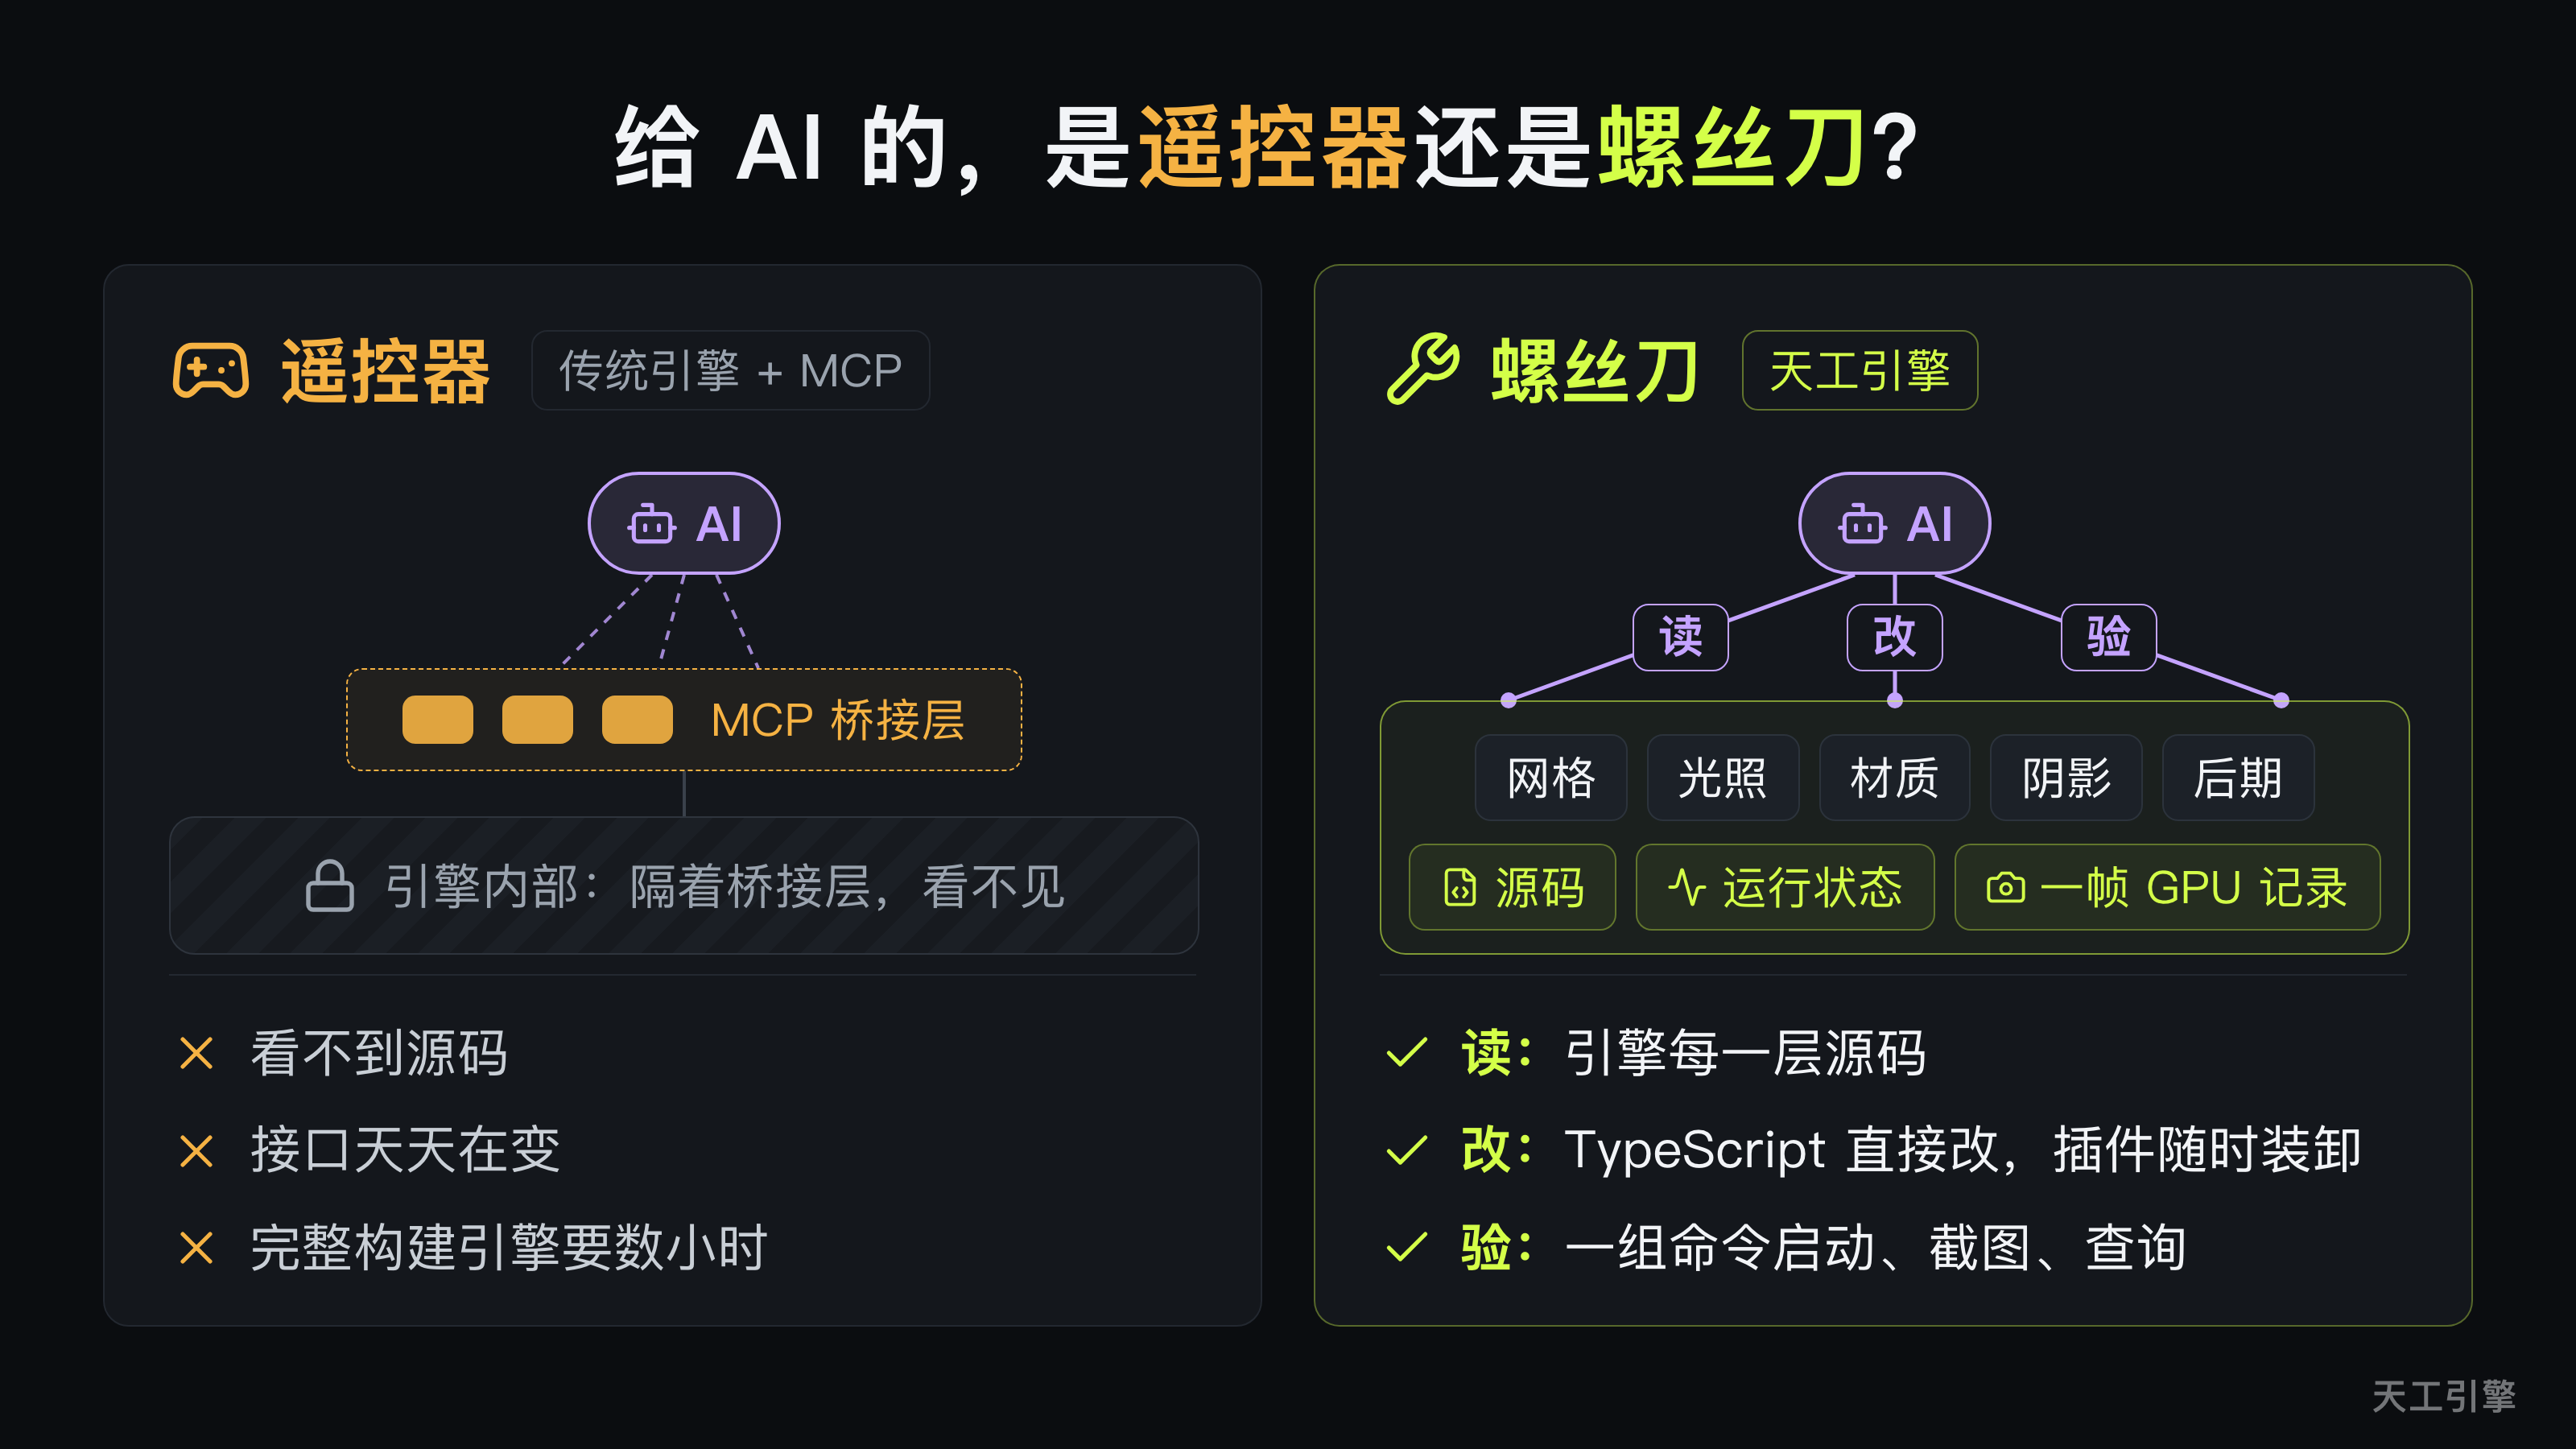 给 AI 的，是遥控器还是螺丝刀?
遥控器
传统引擎 + MCP
AI
MCP 桥接层
引擎内部：隔着桥接层，看不见
看不到源码
接口天天在变
完整构建引擎要数小时
螺丝刀
天工引擎
AI
读
改
验
网格
光照
材质
阴影
后期
源码
运行状态
一帧 GPU 记录
读：引擎每一层源码
改：TypeScript 直接改，插件随时装卸
验：一组命令启动、截图、查询
天工引擎